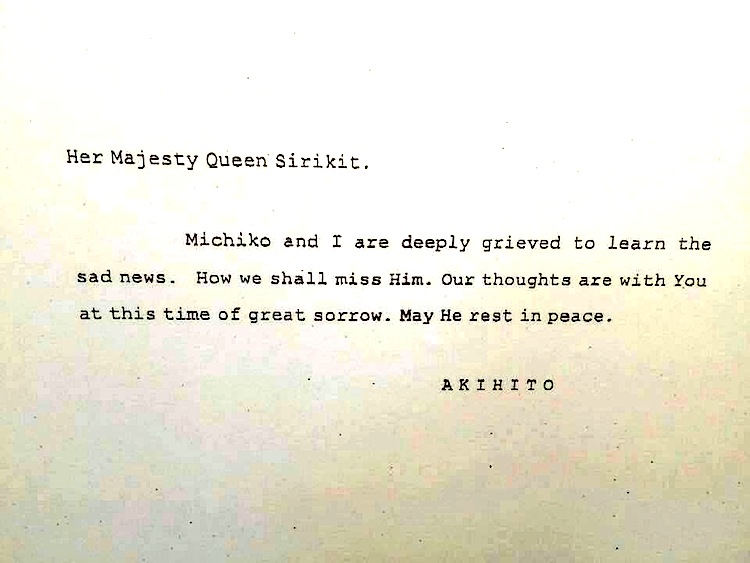 Her Majesty Queen Sirikit.
Michiko and I are deeply grieved to learn the
sad news. How we shall miss Him. Our thoughts are with You
at this time of great sorrow. May He rest in peace.
AKIHITO